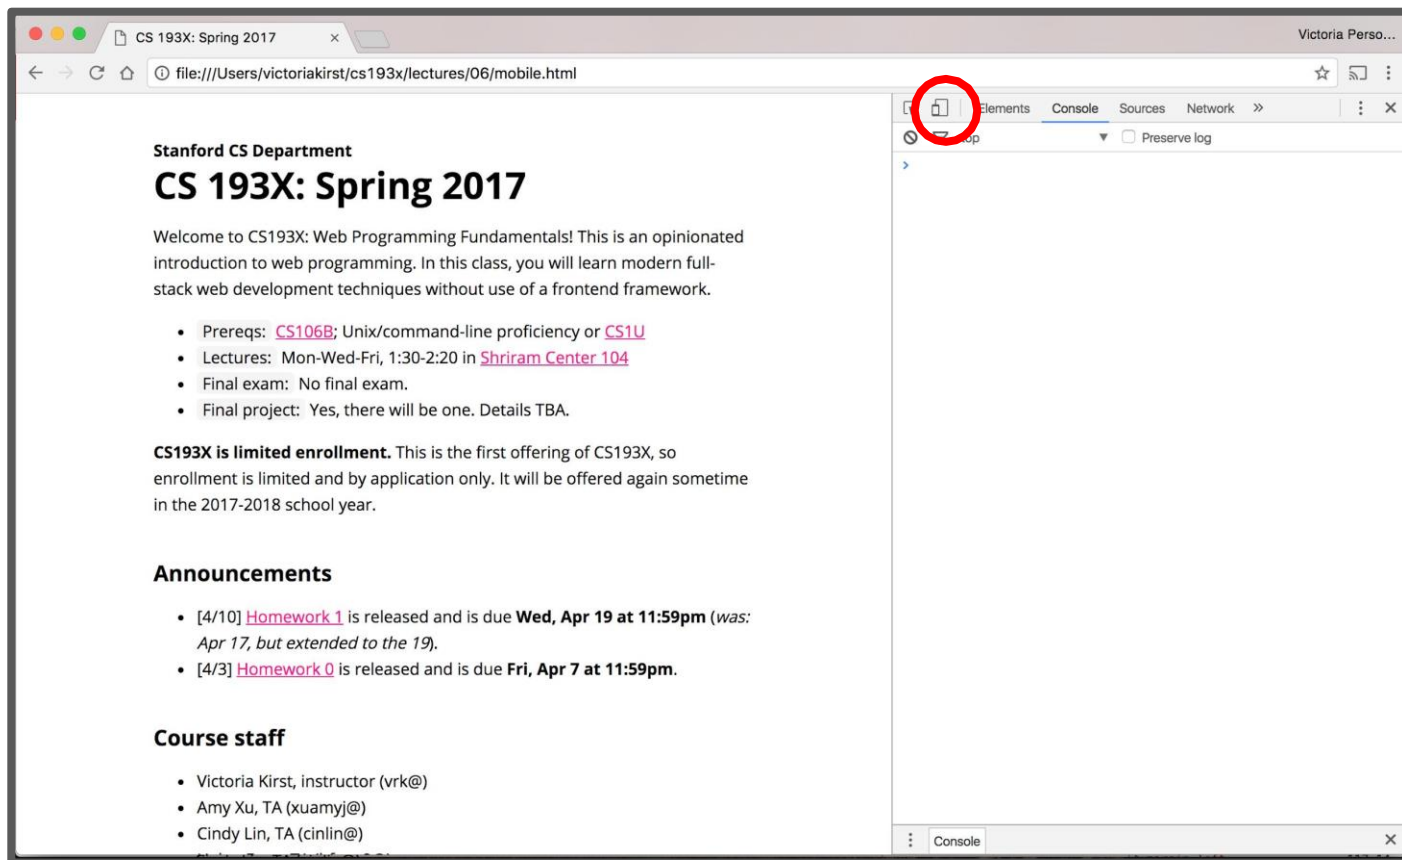 CS 193X: Spring 2017
Victoria Perso...
file:///Users/victoriakirst/cs193x/lectures/06/mobile.html
Elements Console Sources Network
Preserve log
Stanford CS Department
CS 193X: Spring 2017
Welcome to CS193X: Web Programming Fundamentals! This is an opinionated
introduction to web programming. In this class, you will learn modern full-
stack web development techniques without use of a frontend framework.
• Prereqs: CS106B; Unix/command-line proficiency or CS1U
• Lectures: Mon-Wed-Fri, 1:30-2:20 in Shriram Center 104
• Final exam: No final exam.
• Final project: Yes, there will be one. Details TBA.
CS193X is limited enrollment. This is the first offering of CS193X, so
enrollment is limited and by application only. It will be offered again sometime
in the 2017-2018 school year.
Announcements
• [4/10] Homework 1 is released and is due Wed, Apr 19 at 11:59pm (was:
Apr 17, but extended to the 19).
• [4/3] Homework 0 is released and is due Fri, Apr 7 at 11:59pm.
Course staff
• Victoria Kirst, instructor (vrk@)
• Amy Xu, TA (xuamyj@)
• Cindy Lin, TA (cinlin@)
Console